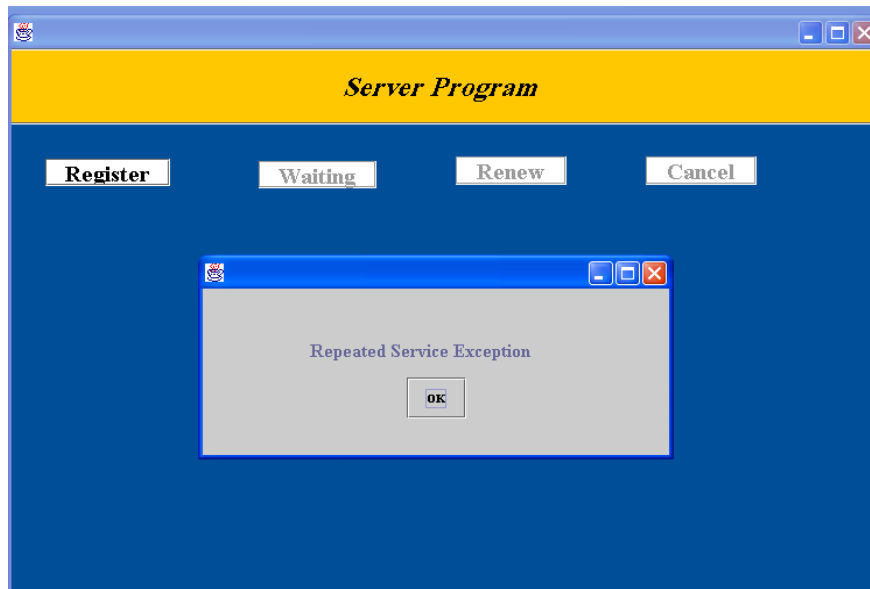 Server Program
Register Waiting Renew Cancel
Repeated Service Exception
OK